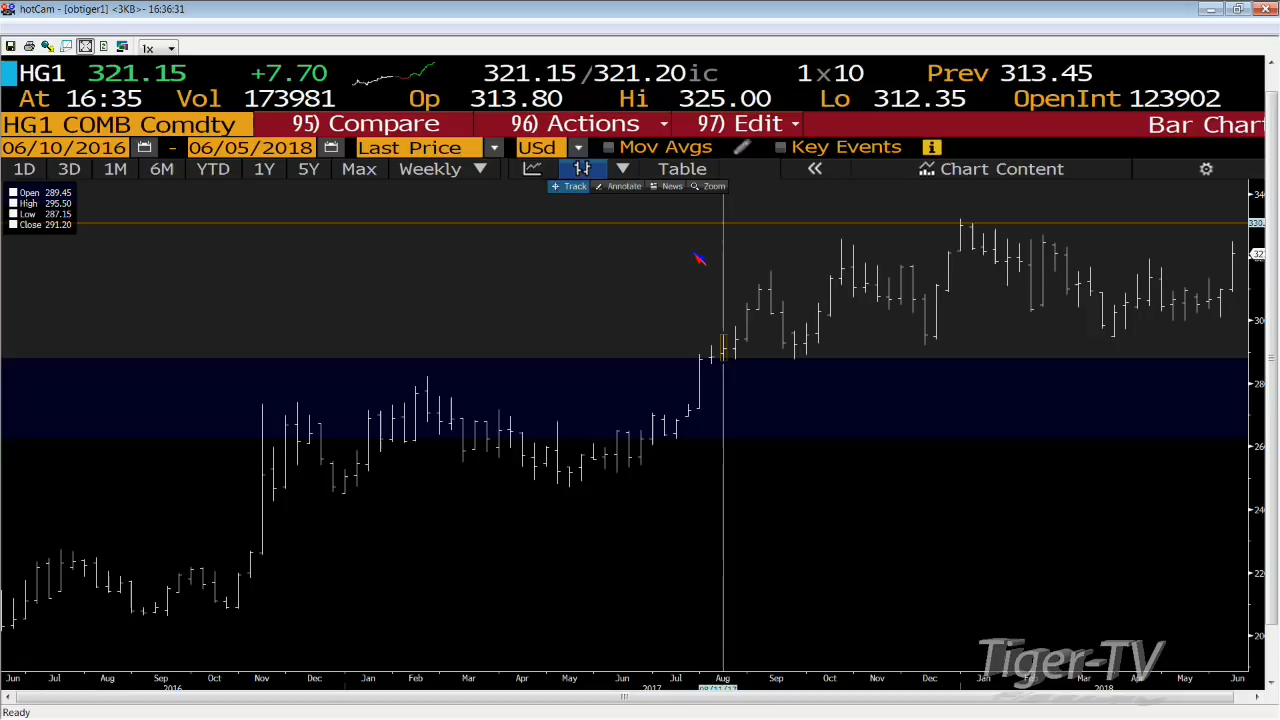 hotCam - [obtiger1] <3KB>- 16:36:31
1x
HG1 321.15 +7.70 321.15/321.20ic 1x10 Prev 313.45
At 16:35 Vol 173981 Op 313.80 Hi 325.00 Lo 312.35 OpenInt 123902
HG1 COMB Comdty 95) Compare 96) Actions 97) Edit Bar Chart
06/10/2016 - 06/05/2018 Last Price USd Mov Avgs Key Events
1D 3D 1M 6M YTD 1Y 5Y Max Weekly Table « Chart Content
Track Annotate News Zoom
Open 289.45
High 295.50
Low 287.15
Close 291.20
300
Tiger-TV
Jun Jul Aug Sep Oct Nov Dec Jan Feb Mar Apr May Jun Jul Aug Sep Oct Nov Dec Jan Feb Mar Apr May Jun
2016 2017 08/11/17 2018
Ready